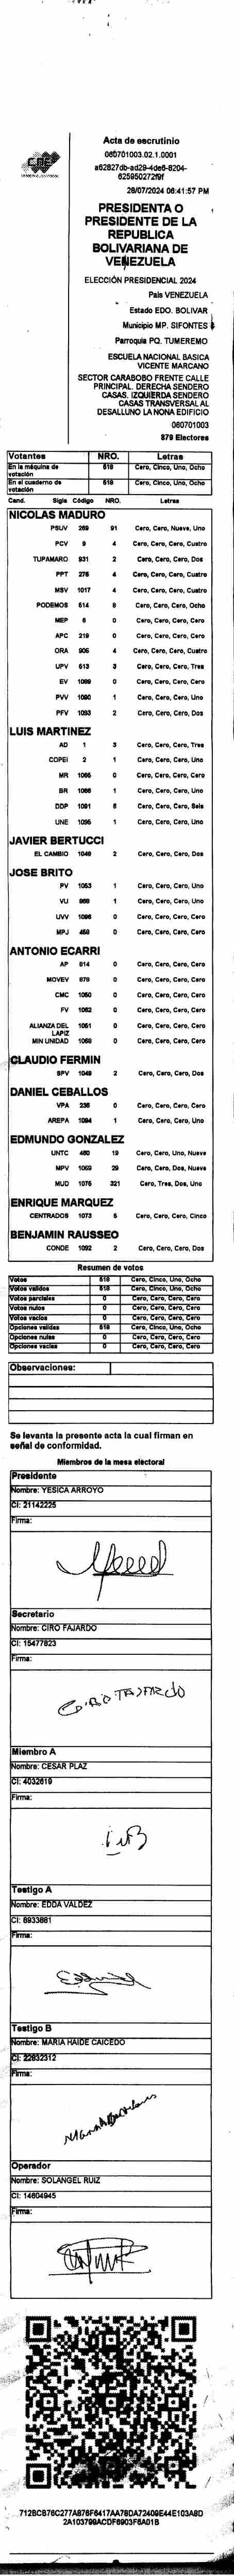 CNE
Acta de escrutinio
060701003.02.1.0001
a62827db-ad29-4de6-8204-
625950272f9f
28/07/2024 06:41:57 PM
PRESIDENTA O
PRESIDENTE DE LA
REPUBLICA
BOLIVARIANA DE
VENEZUELA
ELECCIÓN PRESIDENCIAL 2024
Pais VENEZUELA
Estado EDO. BOLIVAR
Municipio MP. SIFONTES
Parroquia PQ. TUMEREMO
ESCUELA NACIONAL BASICA
VICENTE MARCANO
SECTOR CARABOBO FRENTE CALLE
PRINCIPAL. DERECHA SENDERO
CASAS. IZQUIERDA SENDERO
CASAS TRANSVERSAL AL
DESALLUNO LA NONA EDIFICIO
060701003
879 Electores
Votantes NRO. Letras
En la máquina de votación 518 Cero, Cinco, Uno, Ocho
En el cuaderno de votación 518 Cero, Cinco, Uno, Ocho
Cand. Sigla Código NRO. Letras
NICOLAS MADURO
PSUV 269 91 Cero, Cero, Nueve, Uno
PCV 9 4 Cero, Cero, Cero, Cuatro
TUPAMARO 931 2 Cero, Cero, Cero, Dos
PPT 275 4 Cero, Cero, Cero, Cuatro
MSV 1017 4 Cero, Cero, Cero, Cuatro
PODEMOS 514 8 Cero, Cero, Cero, Ocho
MEP 6 0 Cero, Cero, Cero, Cero
APC 219 0 Cero, Cero, Cero, Cero
ORA 906 4 Cero, Cero, Cero, Cuatro
UPV 613 3 Cero, Cero, Cero, Tres
EV 1089 0 Cero, Cero, Cero, Cero
PVV 1090 1 Cero, Cero, Cero, Uno
PFV 1093 2 Cero, Cero, Cero, Dos
LUIS MARTINEZ
AD 1 3 Cero, Cero, Cero, Tres
COPEI 2 1 Cero, Cero, Cero, Uno
MR 1065 0 Cero, Cero, Cero, Cero
BR 1066 1 Cero, Cero, Cero, Uno
DDP 1091 6 Cero, Cero, Cero, Seis
UNE 1095 1 Cero, Cero, Cero, Uno
JAVIER BERTUCCI
EL CAMBIO 1048 2 Cero, Cero, Cero, Dos
JOSE BRITO
PV 1053 1 Cero, Cero, Cero, Uno
VU 969 1 Cero, Cero, Cero, Uno
UVV 1096 0 Cero, Cero, Cero, Cero
MPJ 459 0 Cero, Cero, Cero, Cero
ANTONIO ECARRI
AP 814 0 Cero, Cero, Cero, Cero
MOVEV 878 0 Cero, Cero, Cero, Cero
CMC 1050 0 Cero, Cero, Cero, Cero
FV 1082 0 Cero, Cero, Cero, Cero
ALIANZA DEL LAPIZ 1051 0 Cero, Cero, Cero, Cero
MIN UNIDAD 1068 0 Cero, Cero, Cero, Cero
CLAUDIO FERMIN
SPV 1049 2 Cero, Cero, Cero, Dos
DANIEL CEBALLOS
VPA 236 0 Cero, Cero, Cero, Cero
AREPA 1094 1 Cero, Cero, Cero, Uno
EDMUNDO GONZALEZ
UNTC 480 19 Cero, Cero, Uno, Nueve
MPV 1069 29 Cero, Cero, Dos, Nueve
MUD 1075 321 Cero, Tres, Dos, Uno
ENRIQUE MARQUEZ
CENTRADOS 1073 5 Cero, Cero, Cero, Cinco
BENJAMIN RAUSSEO
CONDE 1092 2 Cero, Cero, Cero, Dos
Resumen de votos
Votos 518 Cero, Cinco, Uno, Ocho
Votos validos 518 Cero, Cinco, Uno, Ocho
Votos parciales 0 Cero, Cero, Cero, Cero
Votos nulos 0 Cero, Cero, Cero, Cero
Votos vacios 0 Cero, Cero, Cero, Cero
Opciones validas 518 Cero, Cinco, Uno, Ocho
Opciones nulas 0 Cero, Cero, Cero, Cero
Opciones vacias 0 Cero, Cero, Cero, Cero
Observaciones:
Se levanta la presente acta la cual firman en
señal de conformidad.
Miembros de la mesa electoral
Presidente
Nombre: YESICA ARROYO
CI: 21142225
Firma:
Secretario
Nombre: CIRO FAJARDO
CI: 15477823
Firma:
CIRO FAJARDO
Miembro A
Nombre: CESAR PLAZ
CI: 4032619
Firma:
Testigo A
Nombre: EDDA VALDEZ
CI: 8933881
Firma:
Testigo B
Nombre: MARIA HAIDE CAICEDO
CI: 22832312
Firma:
Operador
Nombre: SOLANGEL RUIZ
CI: 14604945
Firma:
712BCB76C277A876F6417AA78DA72409E44E103A8D
2A103799ACDF6903F6A01B